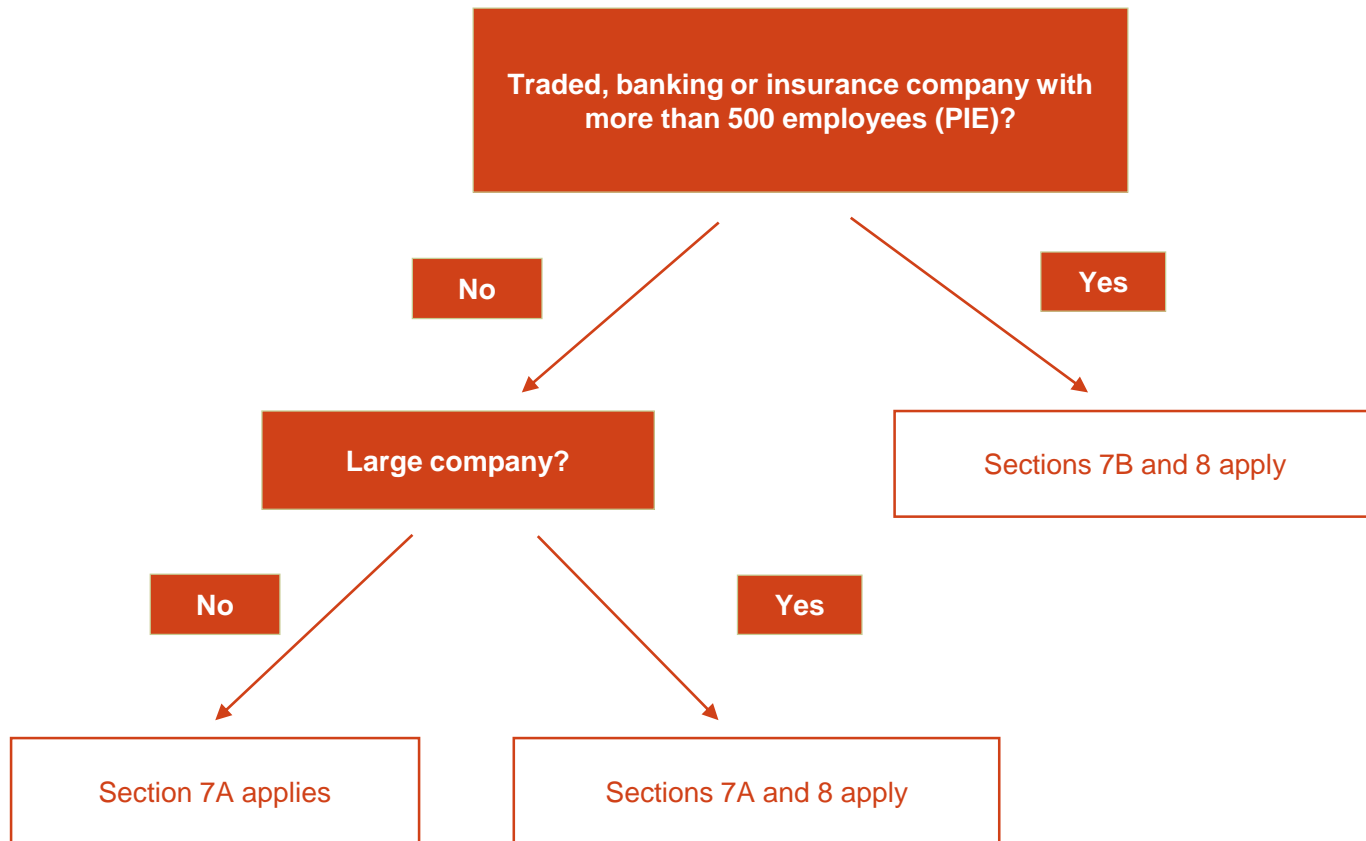 Traded, banking or insurance company with
more than 500 employees (PIE)?
No
Yes
Large company?
Sections 7B and 8 apply
No
Yes
Section 7A applies
Sections 7A and 8 apply